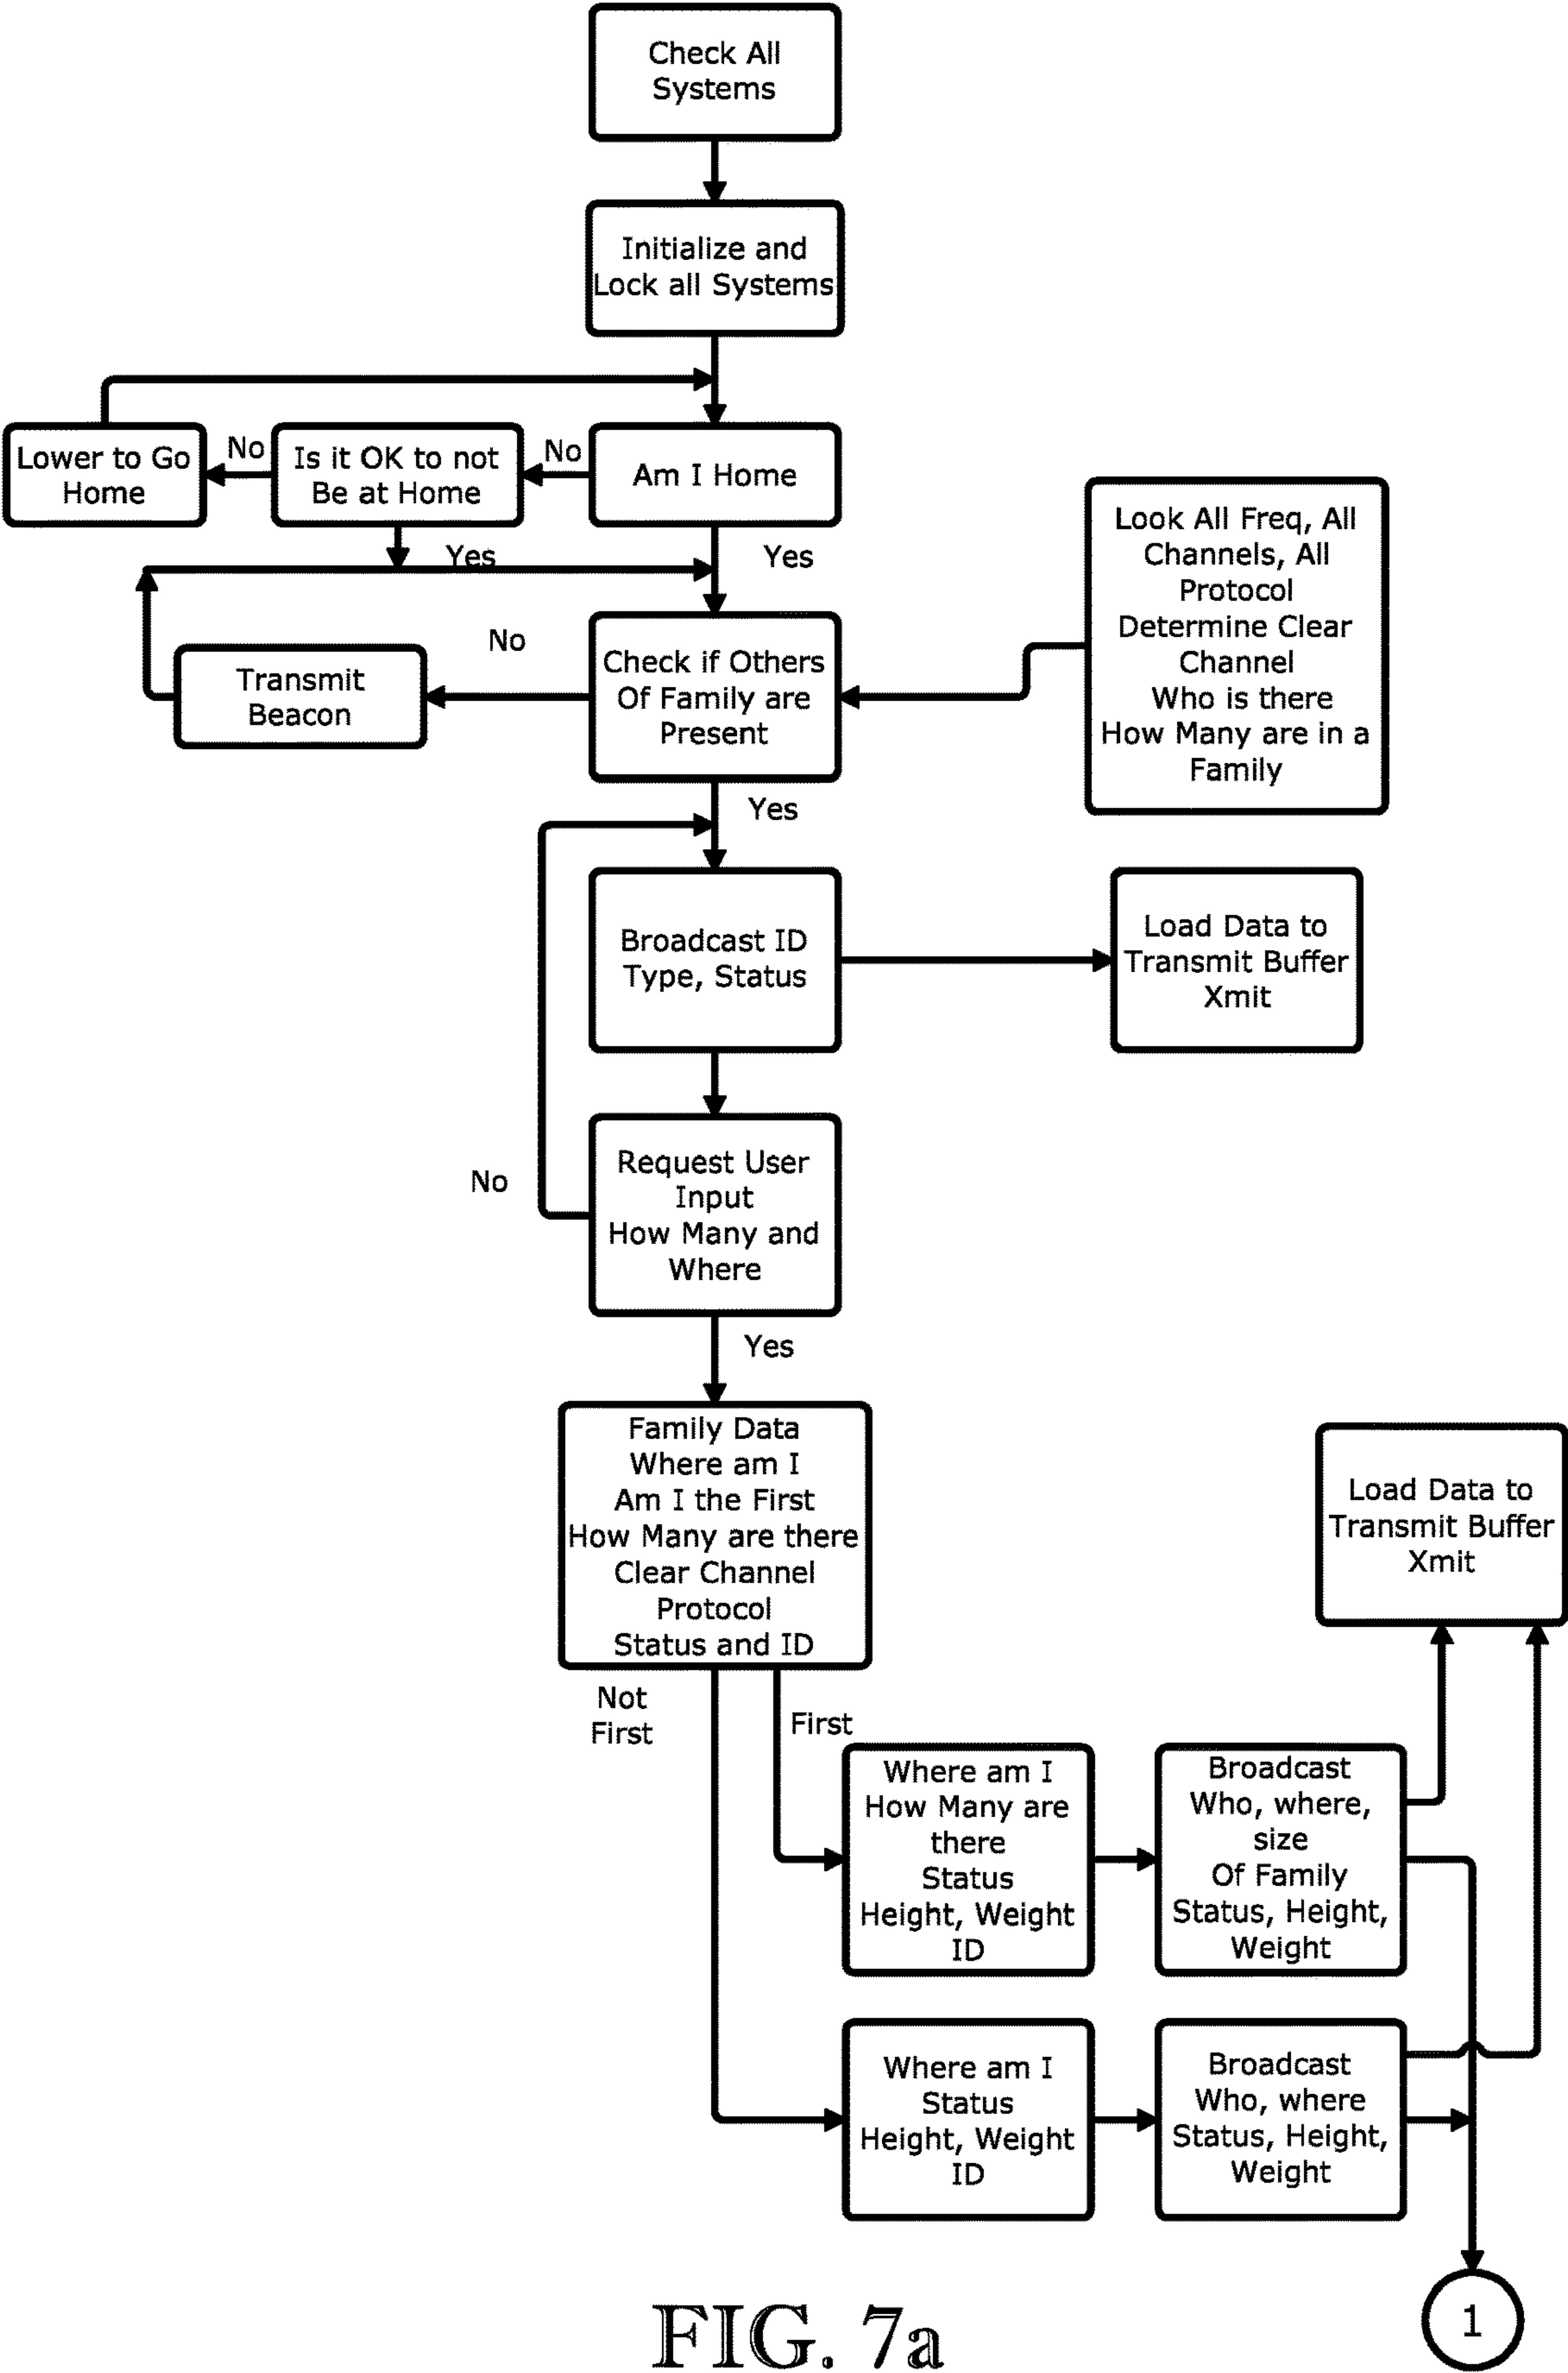 Check All
Systems
Initialize and
Lock all Systems
Lower to Go
Home
No
Is it OK to not
Be at Home
No
Am I Home
Yes
Yes
Look All Freq, All
Channels, All
Protocol
Determine Clear
Channel
Who is there
How Many are in a
Family
No
Transmit
Beacon
Check if Others
Of Family are
Present
Yes
Broadcast ID
Type, Status
Load Data to
Transmit Buffer
Xmit
Request User
Input
How Many and
Where
No
Yes
Family Data
Where am I
Am I the First
How Many are there
Clear Channel
Protocol
Status and ID
Load Data to
Transmit Buffer
Xmit
Not
First
First
Where am I
How Many are
there
Status
Height, Weight
ID
Broadcast
Who, where,
size
Of Family
Status, Height,
Weight
Where am I
Status
Height, Weight
ID
Broadcast
Who, where
Status, Height,
Weight
1
FIG. 7a